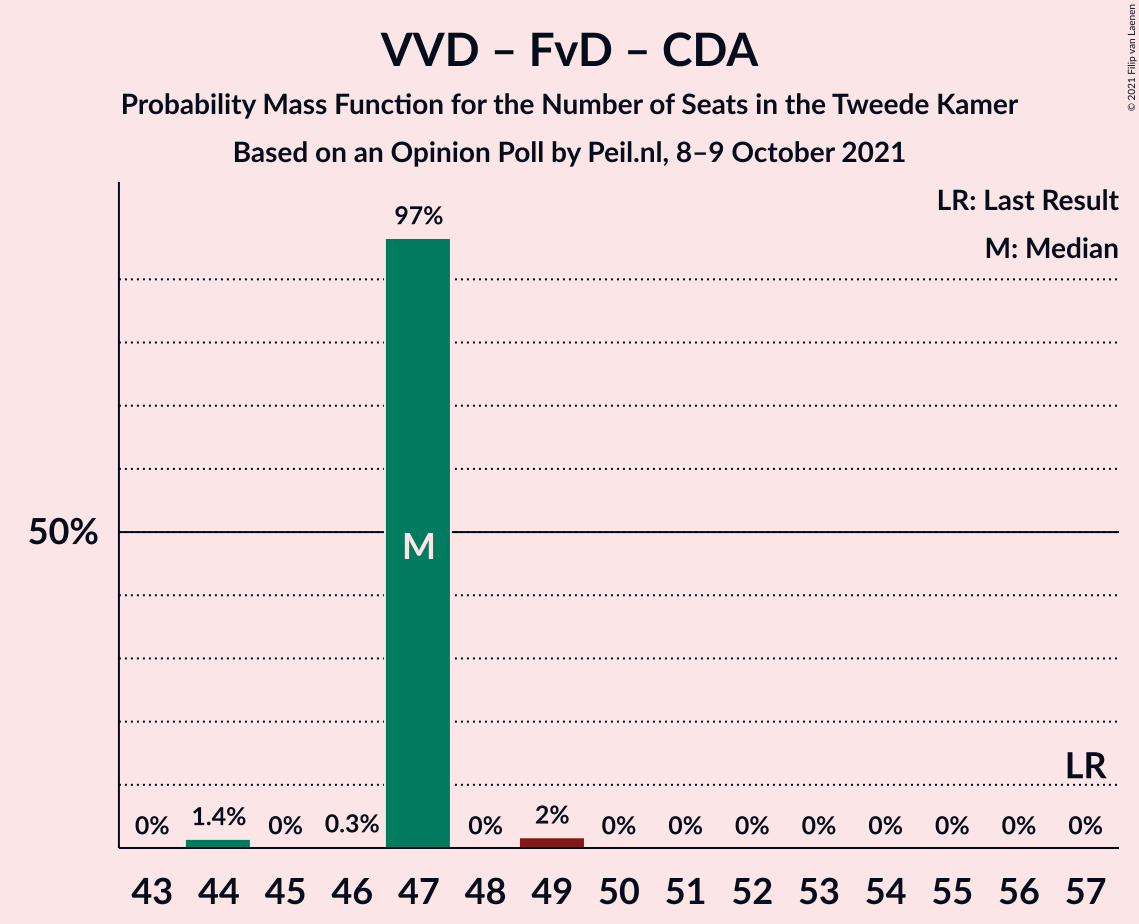 VVD – FvD – CDA
Probability Mass Function for the Number of Seats in the Tweede Kamer
Based on an Opinion Poll by Peil.nl, 8–9 October 2021
© 2021 Filip van Laenen
LR: Last Result
M: Median
97%
50%
M
LR
0% 1.4% 0% 0.3% 0% 2% 0% 0% 0% 0% 0% 0% 0% 0%
43 44 45 46 47 48 49 50 51 52 53 54 55 56 57